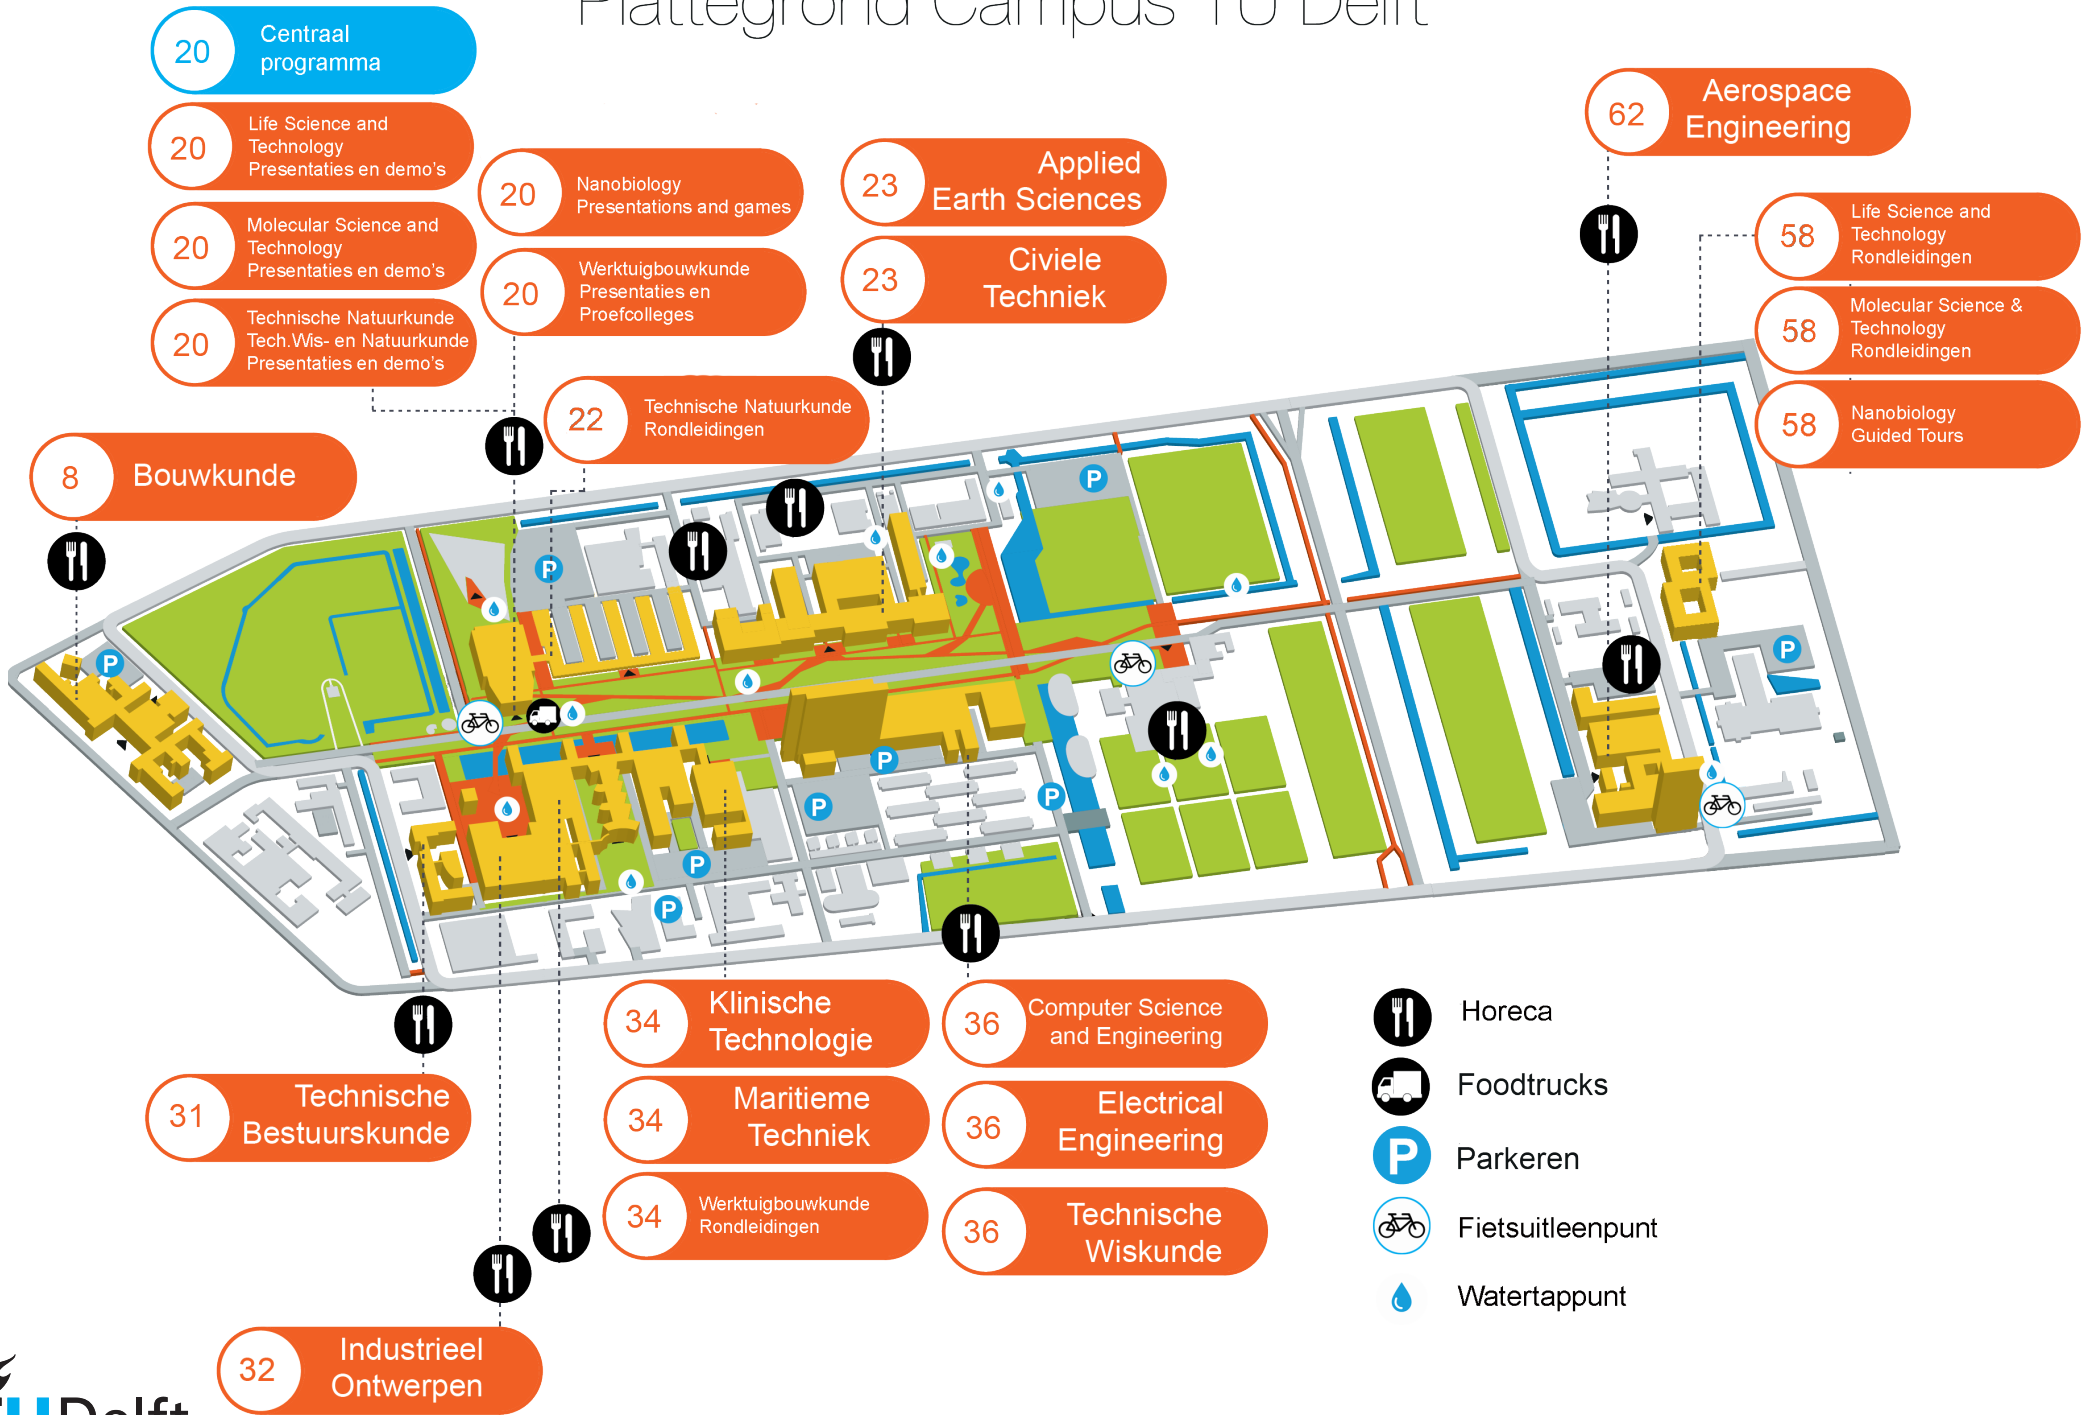 Plattegrond Campus TU Delft
20
Centraal
programma
20
Life Science and
Technology
Presentaties en demo's
20
Molecular Science and
Technology
Presentaties en demo's
20
Technische Natuurkunde
Tech.Wis- en Natuurkunde
Presentaties en demo's
20
Nanobiology
Presentations and games
20
Werktuigbouwkunde
Presentaties en
Proefcolleges
23
Applied
Earth Sciences
23
Civiele
Techniek
22
Technische Natuurkunde
Rondleidingen
8
Bouwkunde
62
Aerospace
Engineering
58
Life Science and
Technology
Rondleidingen
58
Molecular Science &
Technology
Rondleidingen
58
Nanobiology
Guided Tours
P
P
P
P
P
P
P
P
P
31
Technische
Bestuurskunde
32
Industrieel
Ontwerpen
34
Klinische
Technologie
34
Maritieme
Techniek
34
Werktuigbouwkunde
Rondleidingen
36
Computer Science
and Engineering
36
Electrical
Engineering
36
Technische
Wiskunde
Horeca
Foodtrucks
P
Parkeren
Fietsuitleenpunt
Watertappunt
TUDelft